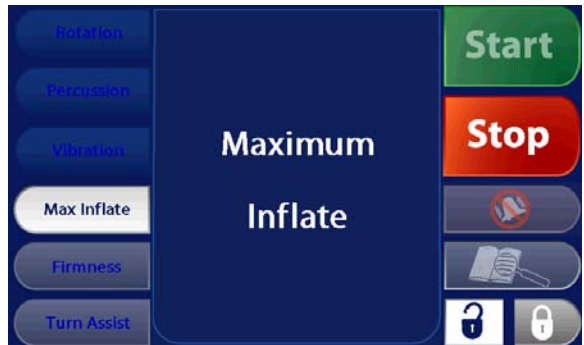 Rotation
Percussion
Vibration
Max Inflate
Firmness
Turn Assist
Maximum
Inflate
Start
Stop